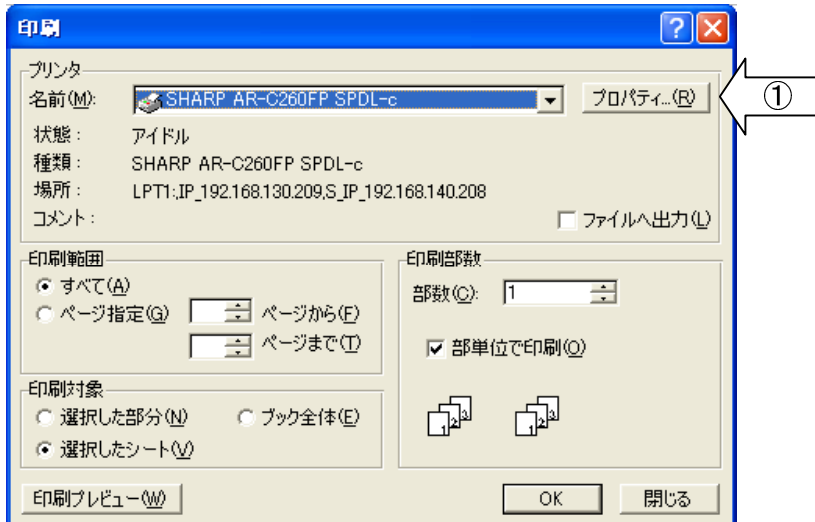 印刷
プリンタ
名前(M): SHARP AR-C260FP SPDL-c プロパティ...(R) ①
状態: アイドル
種類: SHARP AR-C260FP SPDL-c
場所: LPT1:,IP_192.168.130.209,S_IP_192.168.140.208
コメント: ファイルへ出力(L)
印刷範囲
すべて(A)
ページ指定(G) ページから(F)
ページまで(T)
印刷部数
部数(C): 1
部単位で印刷(O)
1 2 3 1 2 3
印刷対象
選択した部分(N) ブック全体(E)
選択したシート(V)
印刷プレビュー(W) OK 閉じる